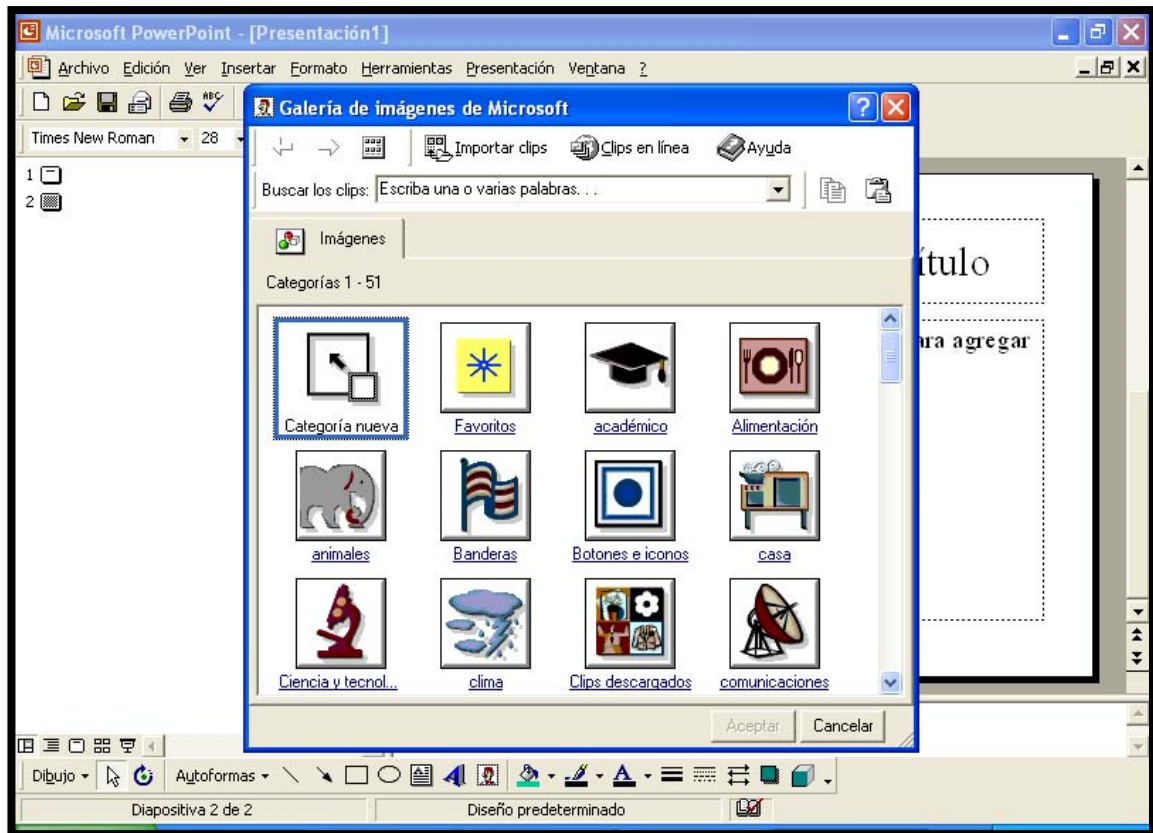 Microsoft PowerPoint - [Presentación1]
Archivo Edición Ver Insertar Formato Herramientas Presentación Ventana ?
ABC
Times New Roman 28
Galería de imágenes de Microsoft
Importar clips Clips en línea Ayuda
Buscar los clips: Escriba una o varias palabras. . .
Imágenes
Categorías 1 - 51
1
2
ítulo
ara agregar
Categoría nueva Favoritos académico Alimentación
animales Banderas Botones e iconos casa
Ciencia y tecnol... clima Clips descargados comunicaciones
Aceptar Cancelar
Dibujo Autoformas A A
Diapositiva 2 de 2 Diseño predeterminado